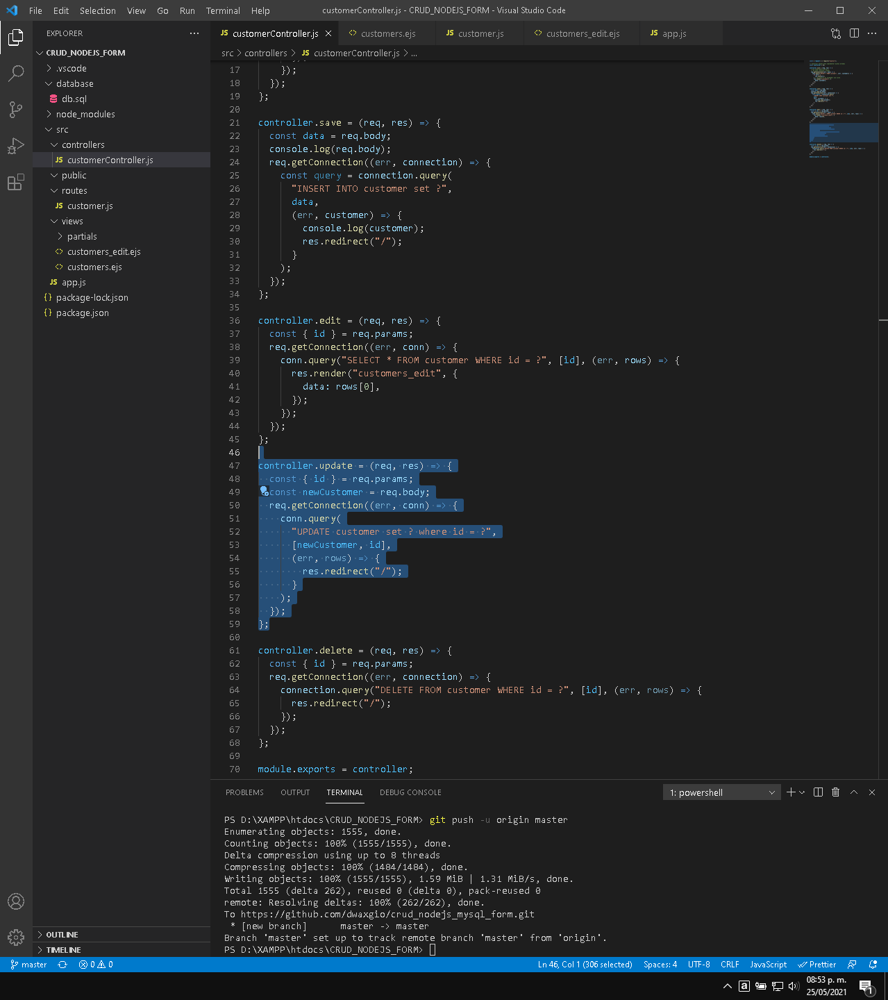 File Edit Selection View Go Run Terminal Help customerController.js - CRUD_NODEJS_FORM - Visual Studio Code
EXPLORER
CRUD_NODEJS_FORM
.vscode
database
db.sql
node_modules
src
controllers
JS customerController.js
public
routes
JS customer.js
views
partials
<> customers_edit.ejs
<> customers.ejs
JS app.js
{} package-lock.json
{} package.json
OUTLINE
TIMELINE
JS customerController.js <> customers.ejs JS customer.js <> customers_edit.ejs JS app.js
src > controllers > JS customerController.js > ...
17     });
18   });
19 };
20
21 controller.save = (req, res) => {
22   const data = req.body;
23   console.log(req.body);
24   req.getConnection((err, connection) => {
25     const query = connection.query(
26       "INSERT INTO customer set ?",
27       data,
28       (err, customer) => {
29         console.log(customer);
30         res.redirect("/");
31       }
32     );
33   });
34 };
35
36 controller.edit = (req, res) => {
37   const { id } = req.params;
38   req.getConnection((err, conn) => {
39     conn.query("SELECT * FROM customer WHERE id = ?", [id], (err, rows) => {
40       res.render("customers_edit", {
41         data: rows[0],
42       });
43     });
44   });
45 };
46
47 controller.update = (req, res) => {
48   const { id } = req.params;
49   const newCustomer = req.body;
50   req.getConnection((err, conn) => {
51     conn.query(
52       "UPDATE customer set ? where id = ?",
53       [newCustomer, id],
54       (err, rows) => {
55         res.redirect("/");
56       }
57     );
58   });
59 };
60
61 controller.delete = (req, res) => {
62   const { id } = req.params;
63   req.getConnection((err, connection) => {
64     connection.query("DELETE FROM customer WHERE id = ?", [id], (err, rows) => {
65       res.redirect("/");
66     });
67   });
68 };
69
70 module.exports = controller;
PROBLEMS OUTPUT TERMINAL DEBUG CONSOLE 1: powershell
PS D:\XAMPP\htdocs\CRUD_NODEJS_FORM> git push -u origin master
Enumerating objects: 1555, done.
Counting objects: 100% (1555/1555), done.
Delta compression using up to 8 threads
Compressing objects: 100% (1484/1484), done.
Writing objects: 100% (1555/1555), 1.59 MiB | 1.31 MiB/s, done.
Total 1555 (delta 262), reused 0 (delta 0), pack-reused 0
remote: Resolving deltas: 100% (262/262), done.
To https://github.com/dwaxgio/crud_nodejs_mysql_form.git
 * [new branch]      master -> master
Branch 'master' set up to track remote branch 'master' from 'origin'.
PS D:\XAMPP\htdocs\CRUD_NODEJS_FORM>
master 0 0 Ln 46, Col 1 (306 selected) Spaces: 4 UTF-8 CRLF JavaScript Prettier
a 08:53 p. m.
25/05/2021 1